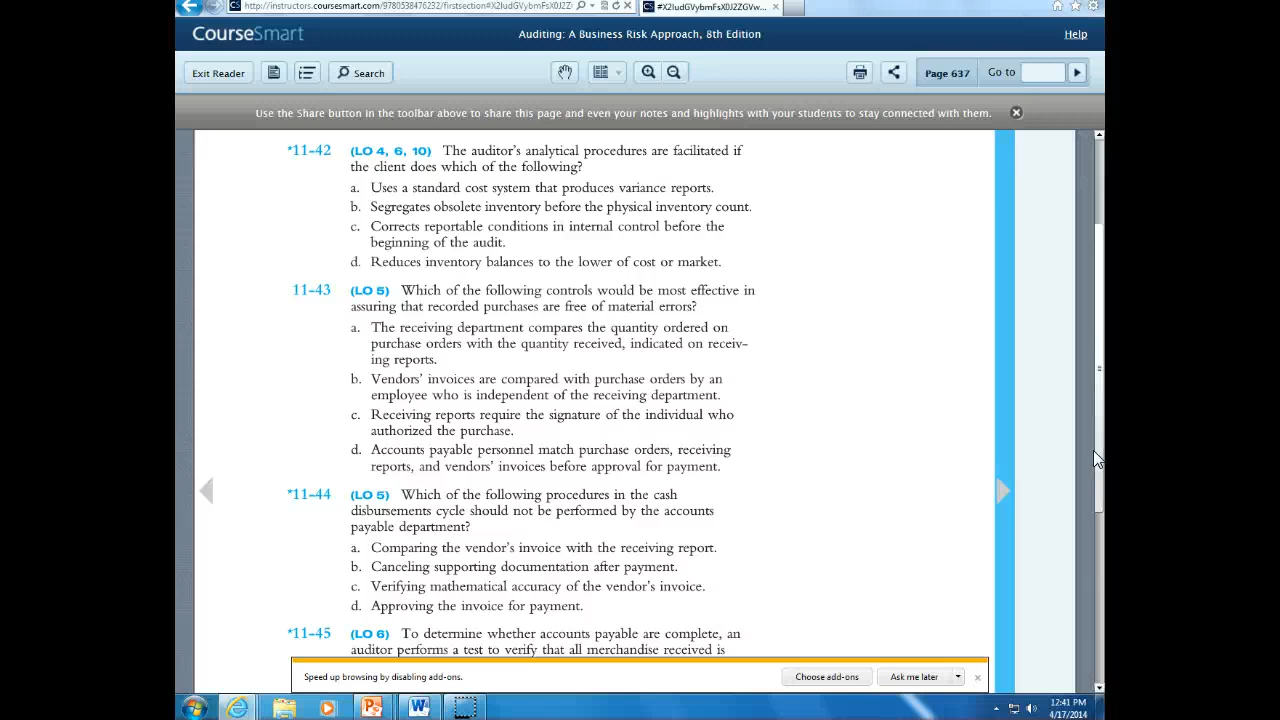 http://instructors.coursesmart.com/9780538476232/firstsection#X2ludGVybmFsX0J2ZGV...
#X2ludGVybmFsX0J2ZGVw...
CourseSmart
Auditing: A Business Risk Approach, 8th Edition
Help
Exit Reader
Search
Page 637
Go to
Use the Share button in the toolbar above to share this page and even your notes and highlights with your students to stay connected with them.
*11-42 (LO 4, 6, 10) The auditor's analytical procedures are facilitated if
the client does which of the following?
a. Uses a standard cost system that produces variance reports.
b. Segregates obsolete inventory before the physical inventory count.
c. Corrects reportable conditions in internal control before the
beginning of the audit.
d. Reduces inventory balances to the lower of cost or market.
11-43 (LO 5) Which of the following controls would be most effective in
assuring that recorded purchases are free of material errors?
a. The receiving department compares the quantity ordered on
purchase orders with the quantity received, indicated on receiv-
ing reports.
b. Vendors' invoices are compared with purchase orders by an
employee who is independent of the receiving department.
c. Receiving reports require the signature of the individual who
authorized the purchase.
d. Accounts payable personnel match purchase orders, receiving
reports, and vendors' invoices before approval for payment.
*11-44 (LO 5) Which of the following procedures in the cash
disbursements cycle should not be performed by the accounts
payable department?
a. Comparing the vendor's invoice with the receiving report.
b. Canceling supporting documentation after payment.
c. Verifying mathematical accuracy of the vendor's invoice.
d. Approving the invoice for payment.
*11-45 (LO 6) To determine whether accounts payable are complete, an
auditor performs a test to verify that all merchandise received is
Speed up browsing by disabling add-ons.
Choose add-ons
Ask me later
12:41 PM
4/17/2014